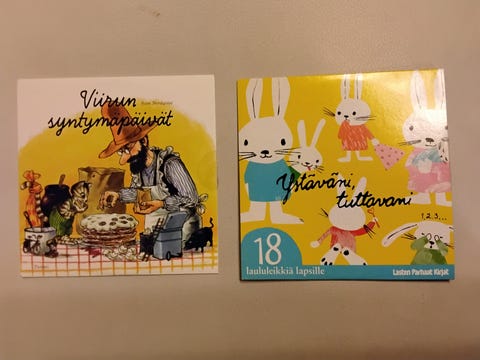 Viirun
Sven Nordqvist
syntymäpäivät
Ystäväni,
tuttavani
1, 2, 3...
18
laululeikkiä lapsille
Lasten Parhaat Kirjat